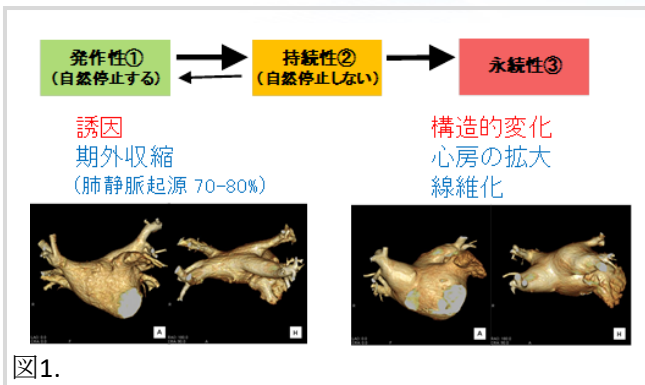 発作性①
(自然停止する)
持続性②
(自然停止しない)
永続性③
誘因
期外収縮
(肺静脈起源 70-80%)
構造的変化
心房の拡大
線維化
A
H
A
H
図1.